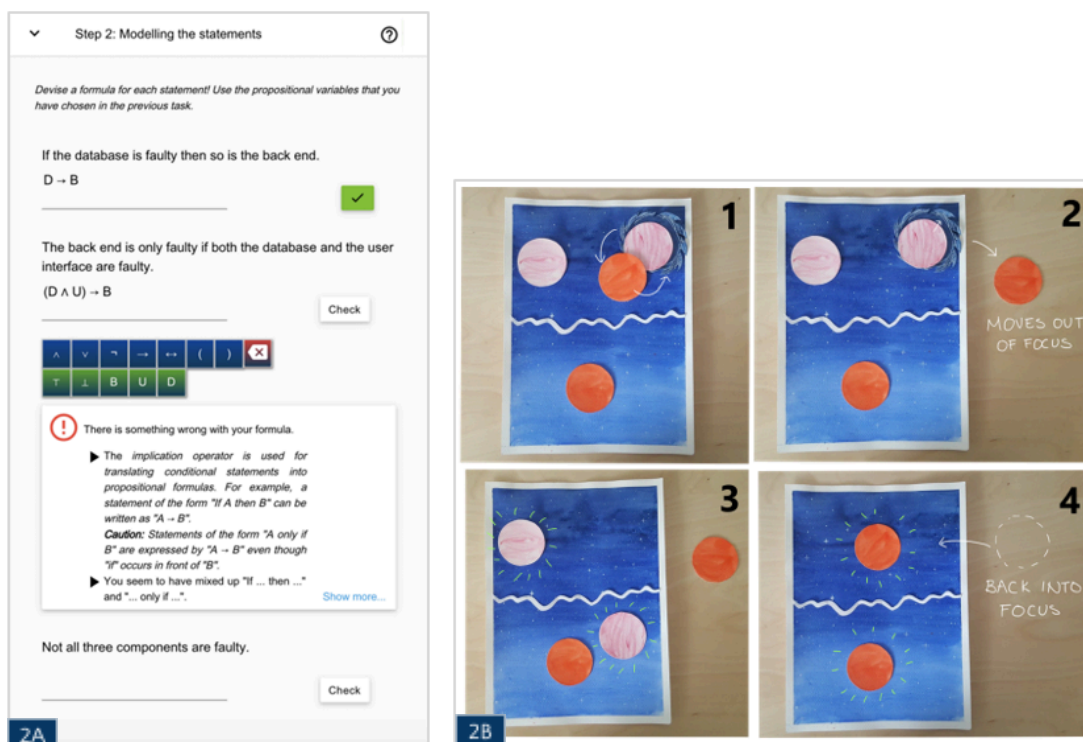 Step 2: Modelling the statements
Devise a formula for each statement! Use the propositional variables that you
have chosen in the previous task.
If the database is faulty then so is the back end.
D → B
The back end is only faulty if both the database and the user
interface are faulty.
(D ∧ U) → B
Check
∧ ∨ ¬ → ↔ ( )
⊤ ⊥ B U D
There is something wrong with your formula.
The implication operator is used for
translating conditional statements into
propositional formulas. For example, a
statement of the form "If A then B" can be
written as "A → B".
Caution: Statements of the form "A only if
B" are expressed by "A → B" even though
"if" occurs in front of "B".
You seem to have mixed up "If ... then ..."
and "... only if ...".
Show more...
Not all three components are faulty.
Check
2A
1
2
MOVES OUT
OF FOCUS
3
4
BACK INTO
FOCUS
2B